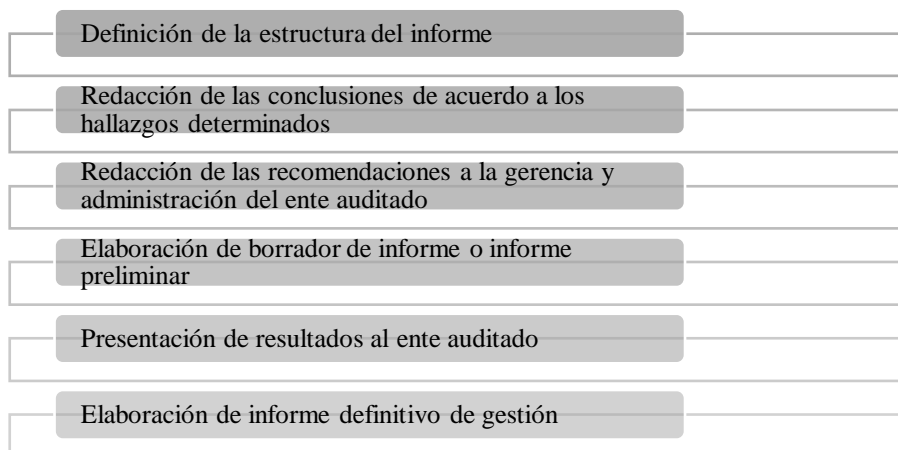 Definición de la estructura del informe
Redacción de las conclusiones de acuerdo a los
hallazgos determinados
Redacción de las recomendaciones a la gerencia y
administración del ente auditado
Elaboración de borrador de informe o informe
preliminar
Presentación de resultados al ente auditado
Elaboración de informe definitivo de gestión